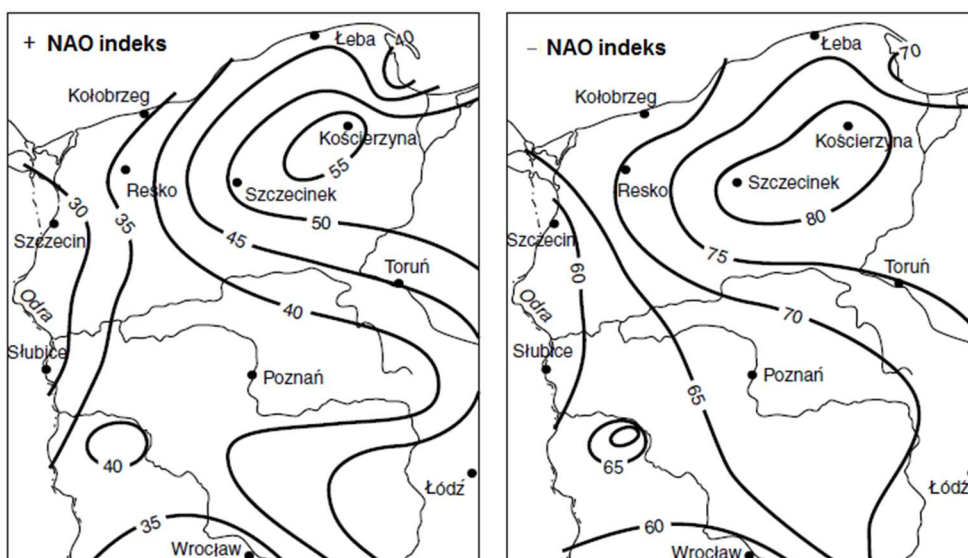 + NAO indeks
Łeba
40
Kołobrzeg
Kościerzyna
55
Resko
Szczecinek
30
35
50
Szczecin
45
Toruń
Odra
40
Słubice
Poznań
40
Łódź
35
Wrocław
– NAO indeks
Łeba
70
Kołobrzeg
Kościerzyna
Resko
Szczecinek
80
Szczecin
75
60
Toruń
Odra
70
Słubice
Poznań
65
65
Łódź
60
Wrocław